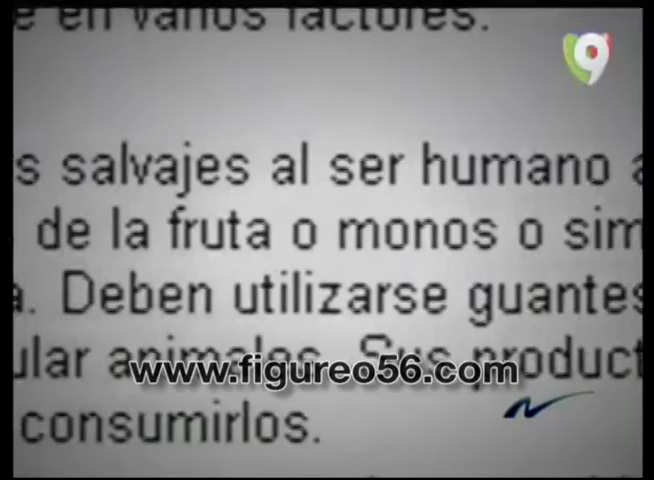 e en varios factores.
9
s salvajes al ser humano a
de la fruta o monos o sim
a. Deben utilizarse guantes
ular animales. Sus product
www.figureo56.com
consumirlos.